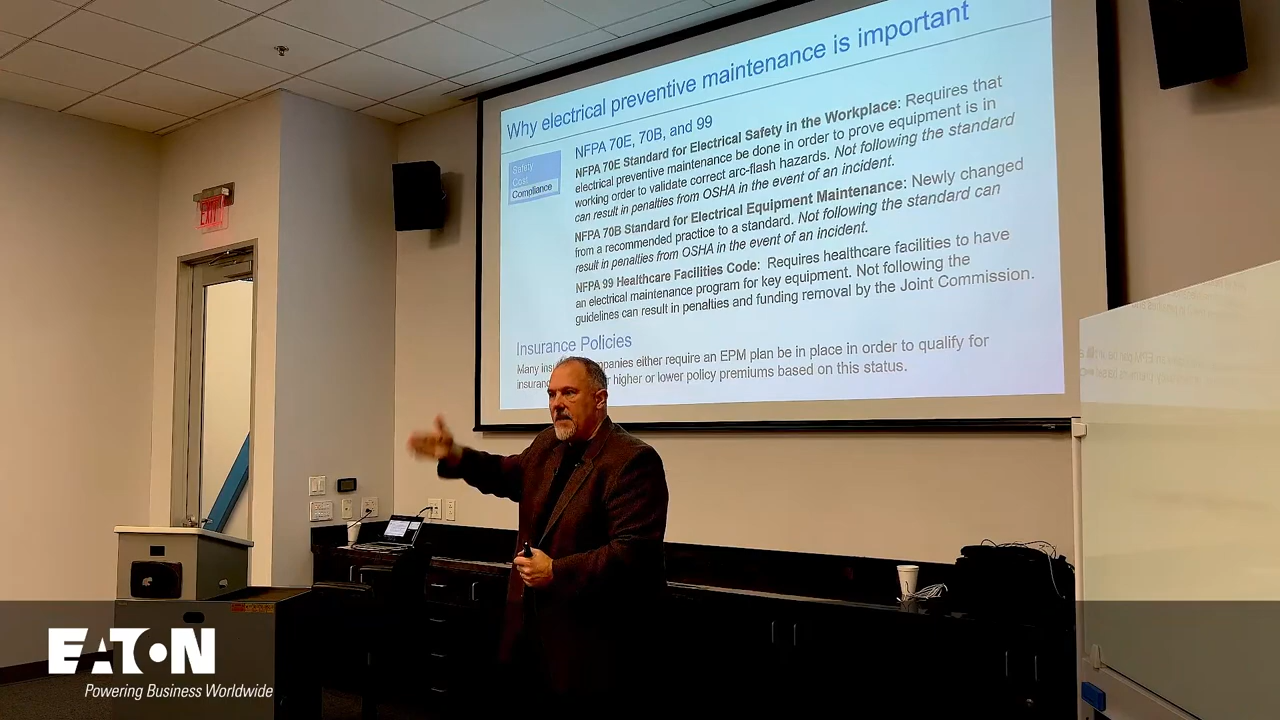 Why electrical preventive maintenance is important
NFPA 70E, 70B, and 99
Safety
Cost
Compliance
NFPA 70E Standard for Electrical Safety in the Workplace: Requires that
electrical preventive maintenance be done in order to prove equipment is in
working order to validate correct arc-flash hazards. Not following the standard
can result in penalties from OSHA in the event of an incident.
NFPA 70B Standard for Electrical Equipment Maintenance: Newly changed
from a recommended practice to a standard. Not following the standard can
result in penalties from OSHA in the event of an incident.
NFPA 99 Healthcare Facilities Code: Requires healthcare facilities to have
an electrical maintenance program for key equipment. Not following the
guidelines can result in penalties and funding removal by the Joint Commission.
Insurance Policies
Many companies either require an EPM plan be in place in order to qualify for
higher or lower policy premiums based on this status.
EXIT
EATON
Powering Business Worldwide